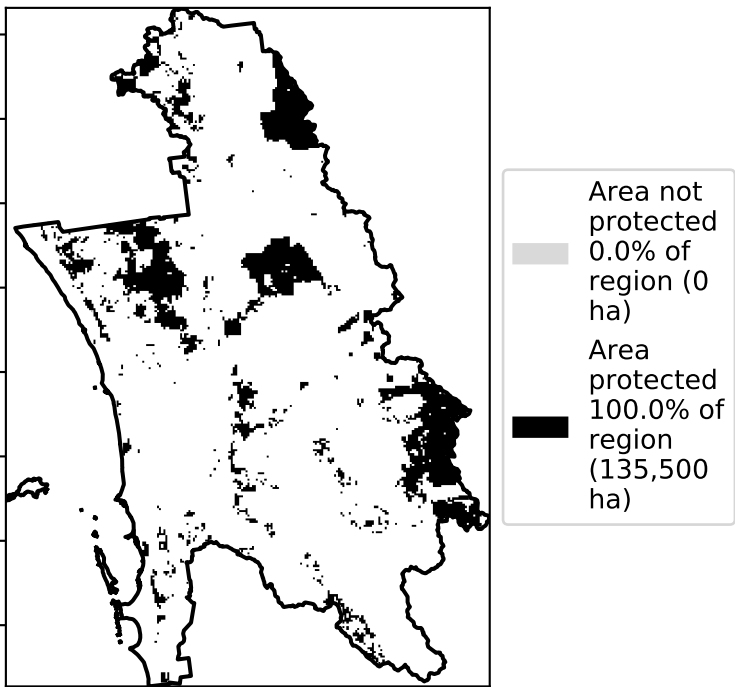 Area not
protected
0.0% of
region (0
ha)
Area
protected
100.0% of
region
(135,500
ha)